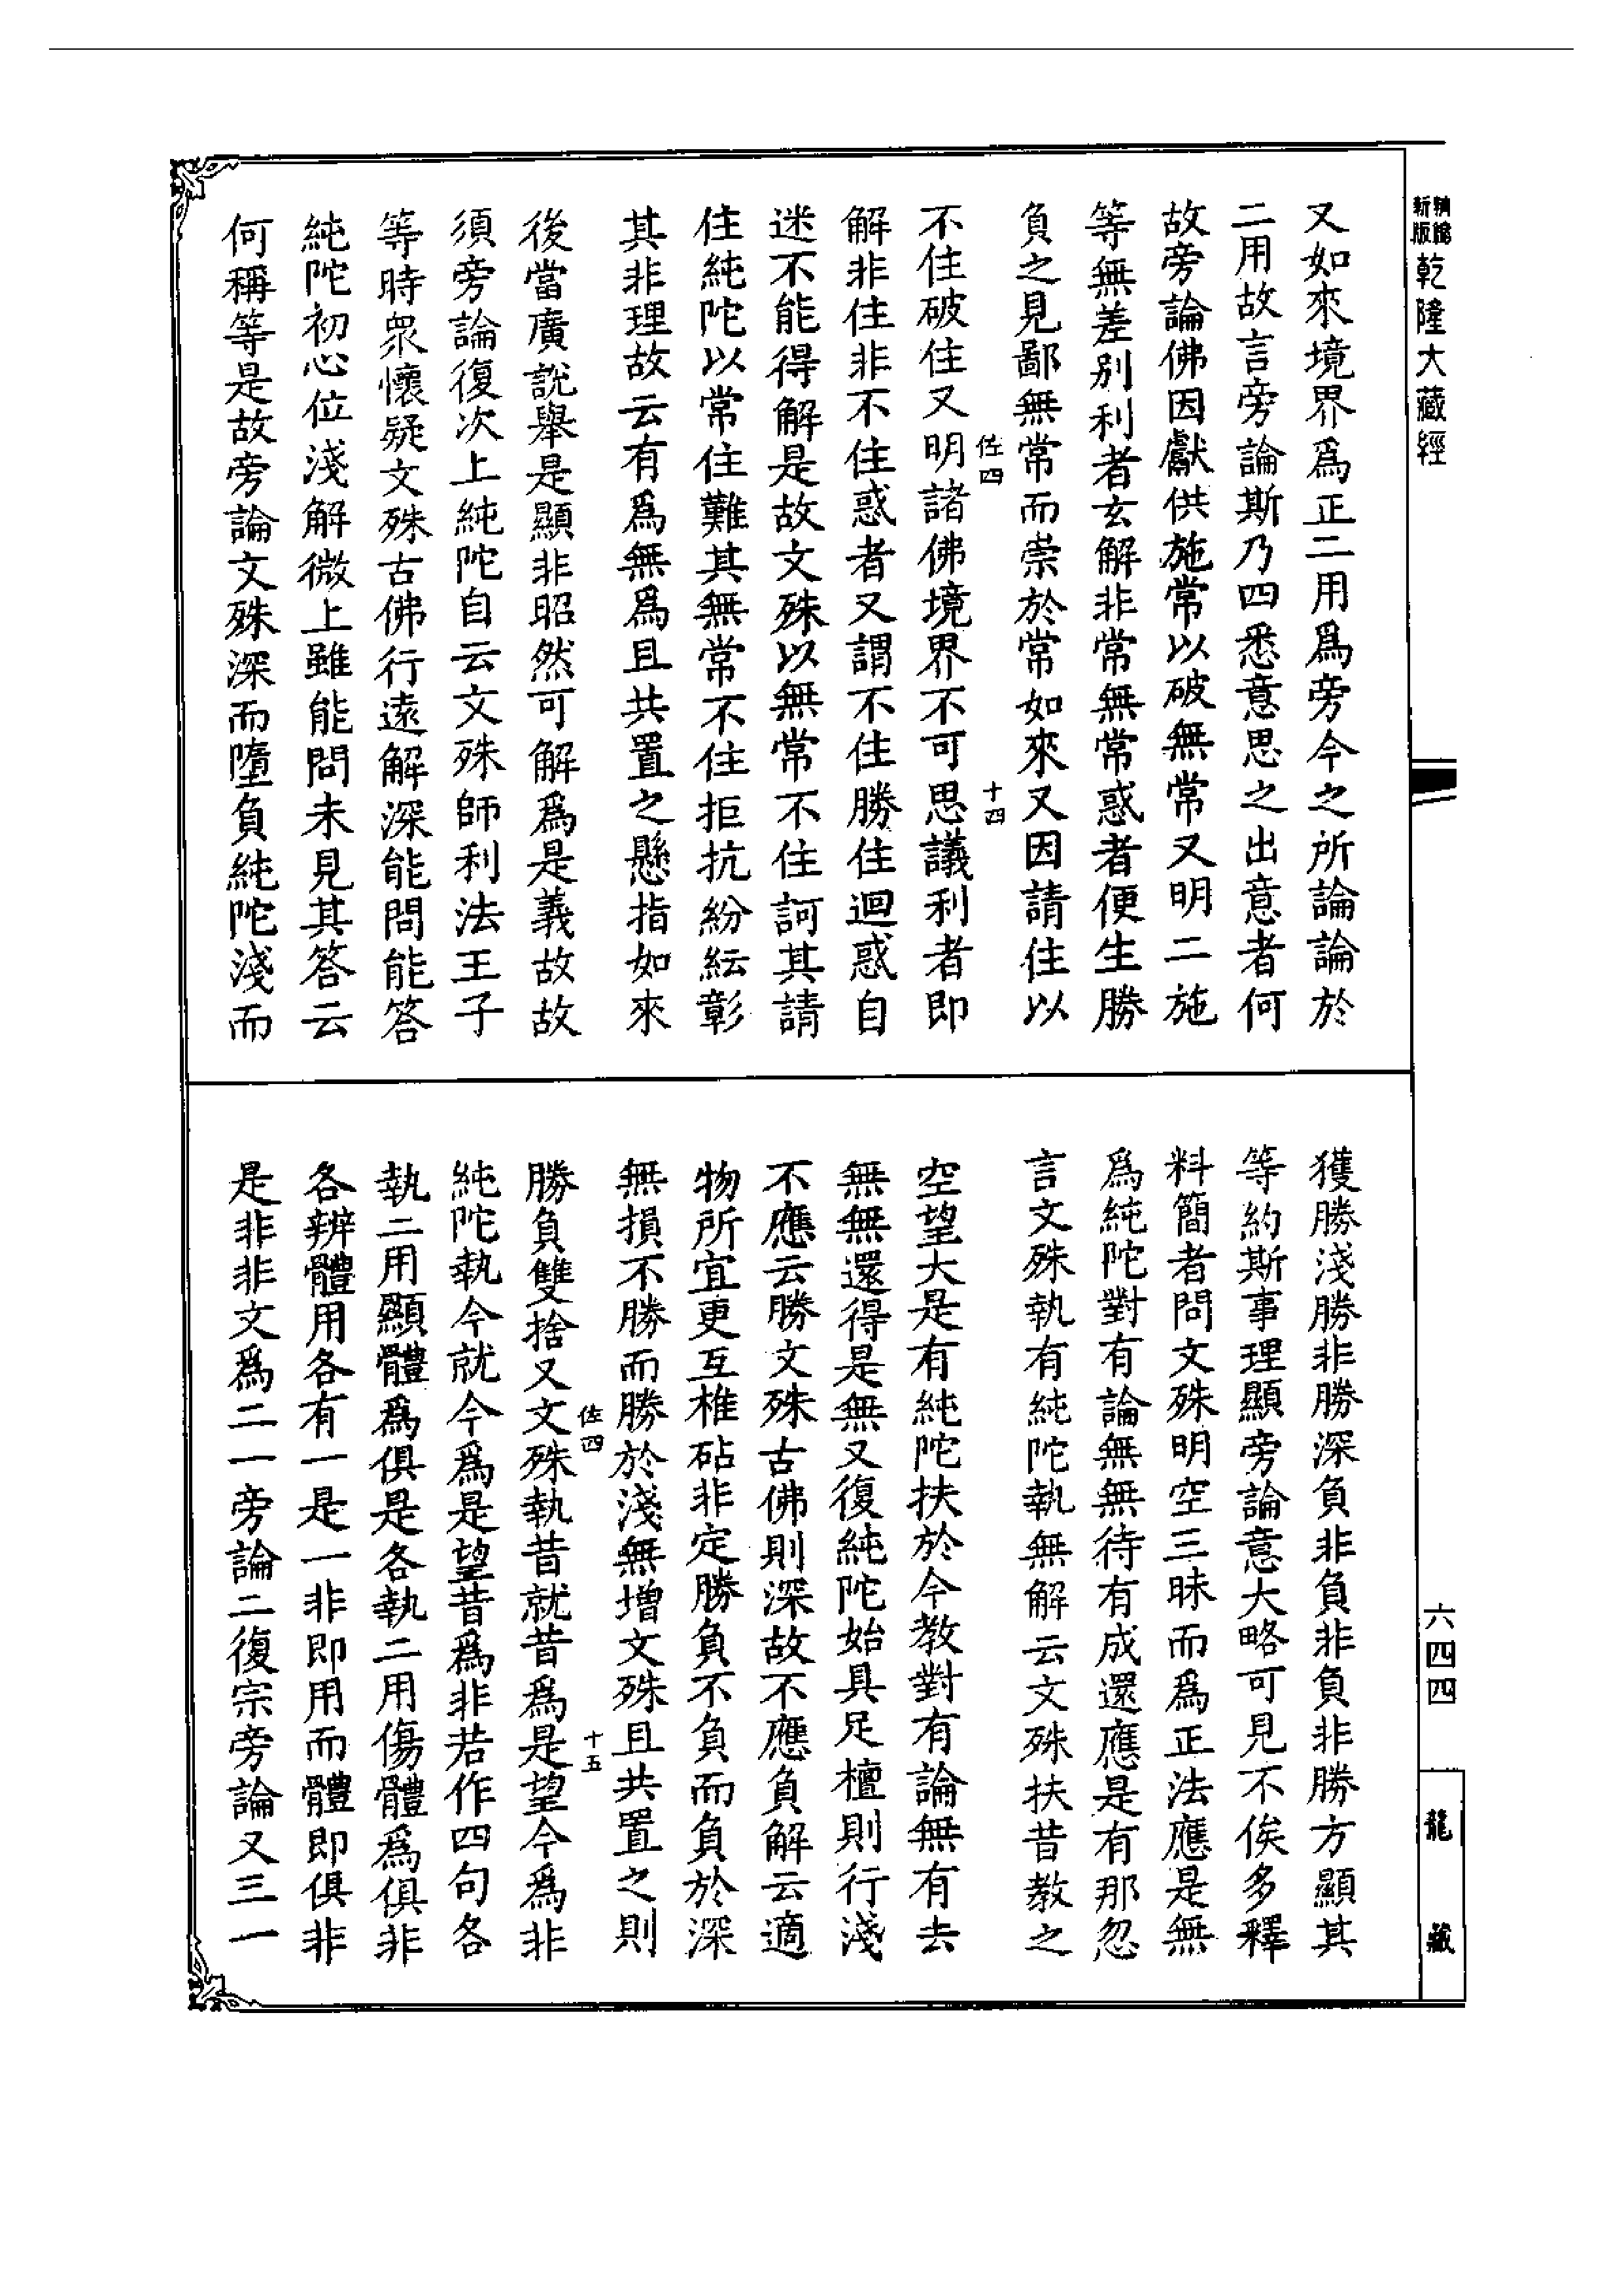 精繪
新版
乾隆大藏經
又如來境界爲正二用爲旁今之所論論於
二用故言旁論斯乃四悉意思之出意者何
故旁論佛因獻供施常以破無常又明二施
等無差別利者玄解非常無常惑者便生勝
負之見鄙無常而崇於常如來又因請住以
佐四
十四
不住破住又明諸佛境界不可思議利者即
解非住非不住惑者又謂不住勝住迴惑自
迷不能得解是故文殊以無常不住訶其請
住純陀以常住難其無常不住拒抗紛紜彰
其非理故云有爲無爲且共置之懸指如來
後當廣說舉是顯非昭然可解爲是義故故
須旁論復次上純陀自云文殊師利法王子
等時衆懷疑文殊古佛行遠解深能問能答
純陀初心位淺解微上雖能問未見其答云
何稱等是故旁論文殊深而墮負純陀淺而
獲勝淺勝非勝深負非負非負非勝方顯其
等約斯事理顯旁論意大略可見不俟多釋
料簡者問文殊明空三昧而爲正法應是無
爲純陀對有論無無待有成還應是有那忽
言文殊執有純陀執無解云文殊扶昔教之
空望大是有純陀扶於今教對有論無有去
無無還得是無又復純陀始具足檀則行淺
不應云勝文殊古佛則深故不應負解云適
物所宜更互椎砧非定勝負不負而負於深
無損不勝而勝於淺無增文殊且共置之則
佐四
十五
勝負雙捨又文殊執昔就昔爲是望今爲非
純陀執今就今爲是望昔爲非若作四句各
執二用顯體爲俱是各執二用傷體爲俱非
各辨體用各有一是一非即用而體即俱非
是非非文爲二一旁論二復宗旁論又三一
六四四
龍藏